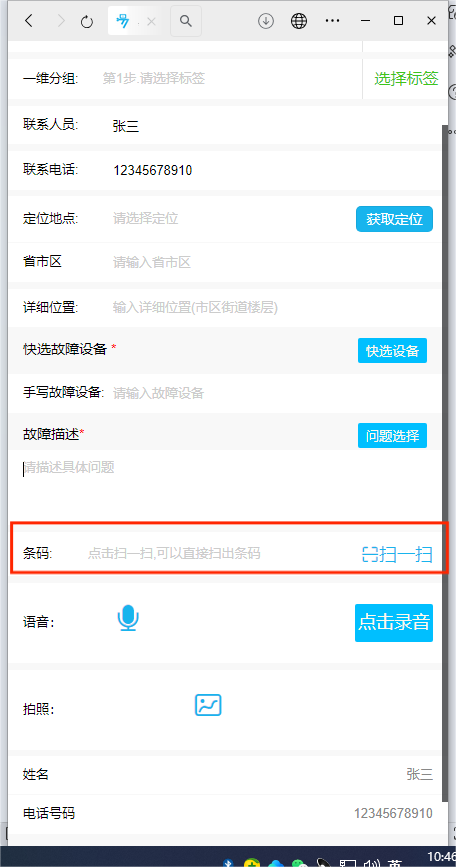 一维分组: 第1步.请选择标签 选择标签
联系人员: 张三
联系电话: 12345678910
定位地点: 请选择定位 获取定位
省市区 请输入省市区
详细位置: 输入详细位置(市区街道楼层)
快选故障设备 * 快选设备
手写故障设备: 请输入故障设备
故障描述* 问题选择
请描述具体问题
条码: 点击扫一扫,可以直接扫出条码 扫一扫
语音: 点击录音
拍照:
姓名 张三
电话号码 12345678910
英 10:46